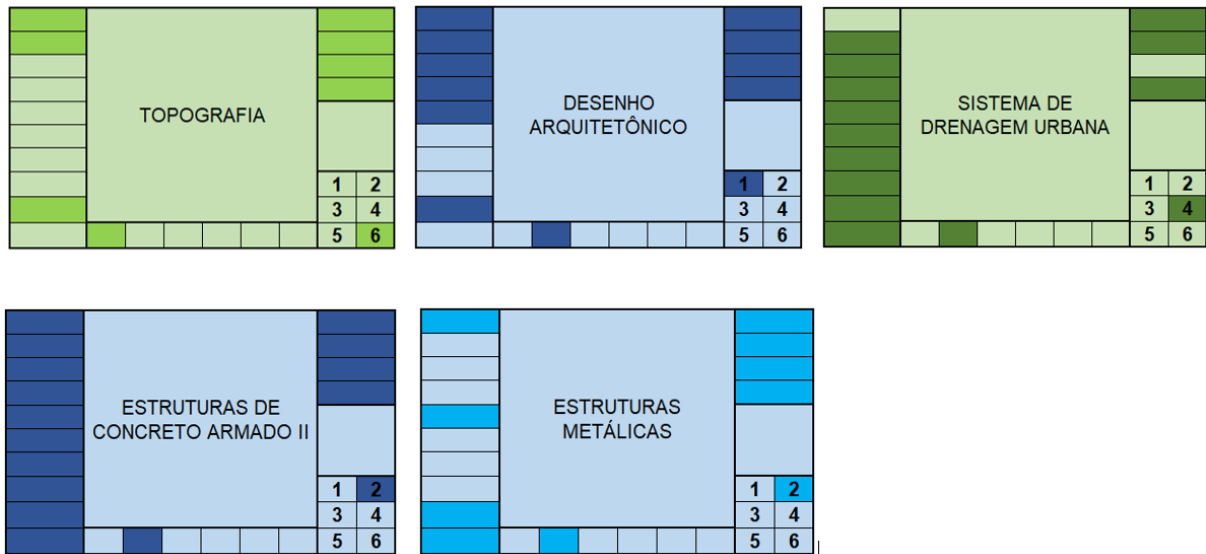 TOPOGRAFIA
1 2
3 4
5 6
DESENHO
ARQUITETÔNICO
1 2
3 4
5 6
SISTEMA DE
DRENAGEM URBANA
1 2
3 4
5 6
ESTRUTURAS DE
CONCRETO ARMADO II
1 2
3 4
5 6
ESTRUTURAS
METÁLICAS
1 2
3 4
5 6